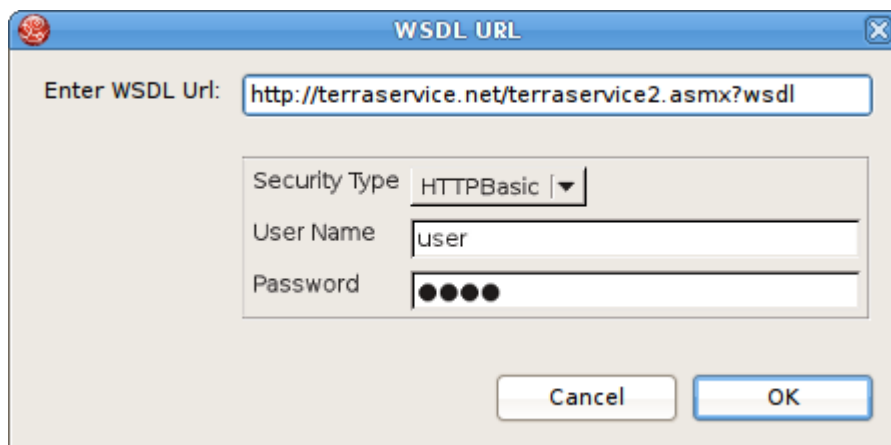 WSDL URL
Enter WSDL Url: http://terraservice.net/terraservice2.asmx?wsdl
Security Type HTTPBasic
User Name user
Password ●●●●
Cancel OK